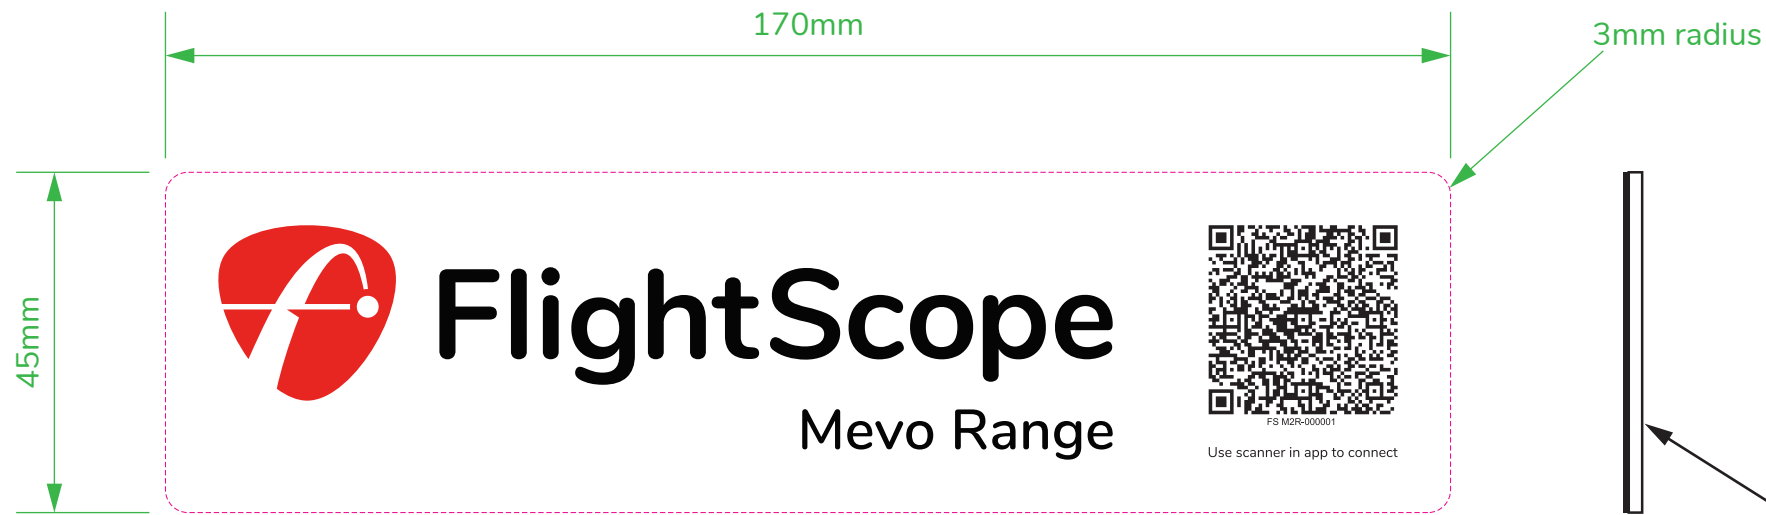 170mm
3mm radius
45mm
FlightScope
Mevo Range
FS M2R-000001
Use scanner in app to connect